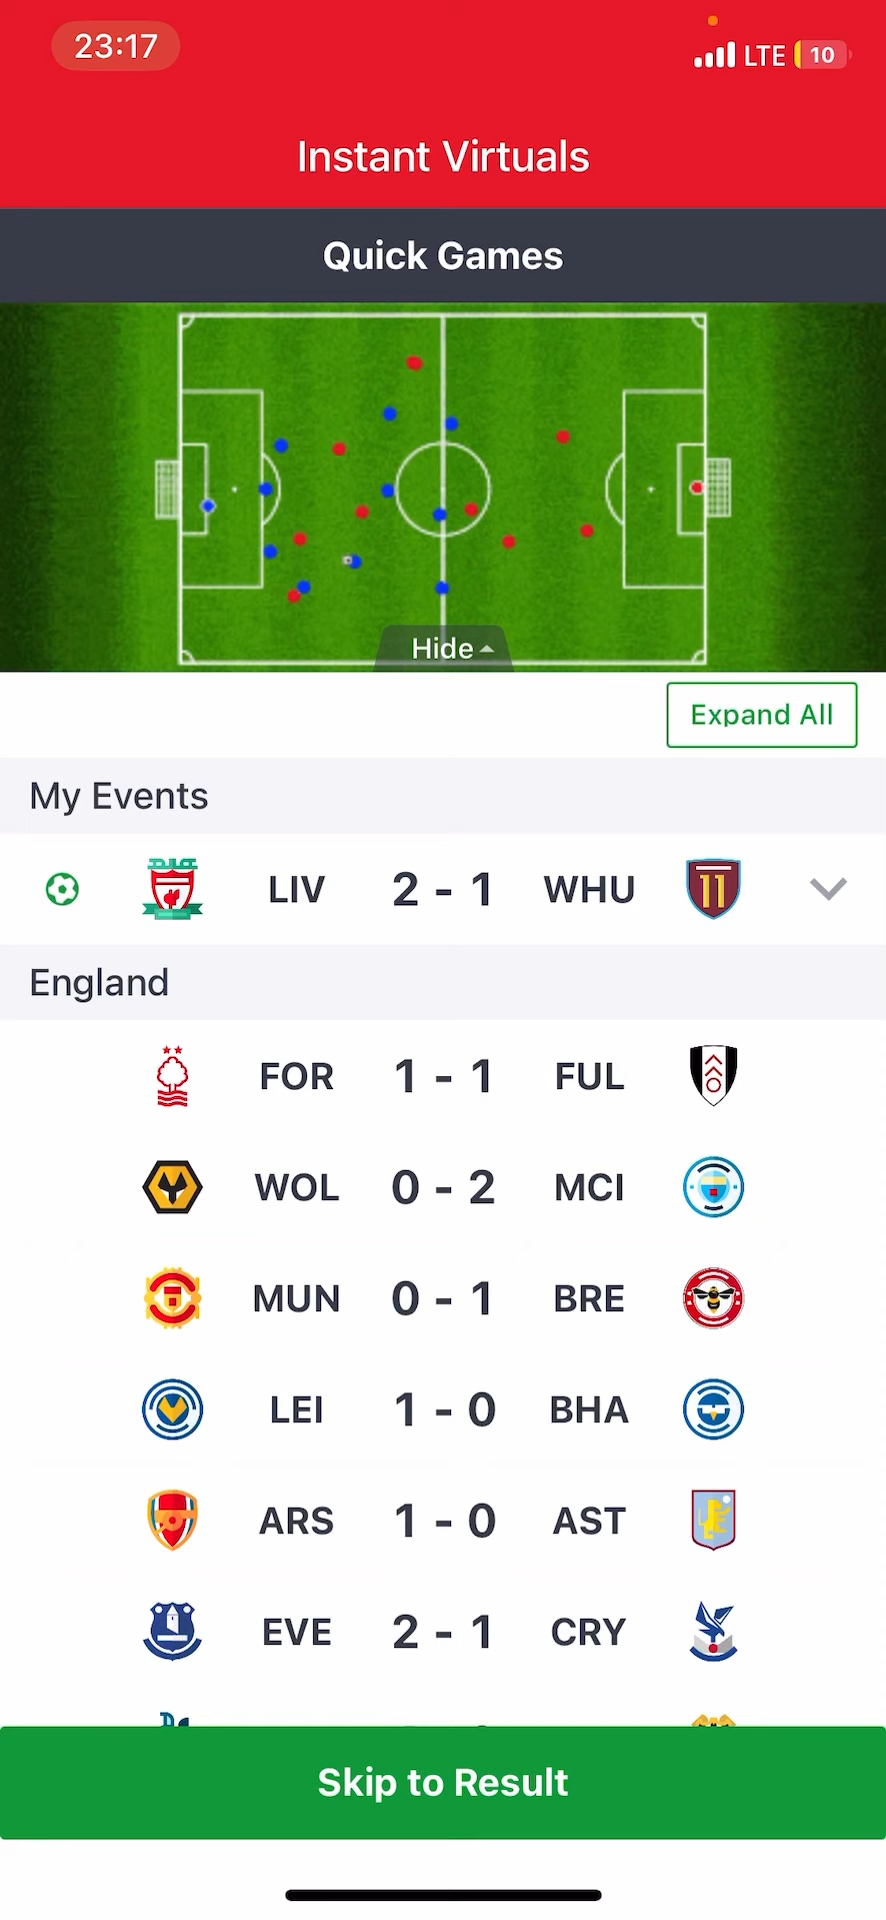 23:17
LTE 10
Instant Virtuals
Quick Games
Hide
Expand All
My Events
LIV 2 - 1 WHU
England
FOR 1 - 1 FUL
WOL 0 - 2 MCI
MUN 0 - 1 BRE
LEI 1 - 0 BHA
ARS 1 - 0 AST
EVE 2 - 1 CRY
Skip to Result